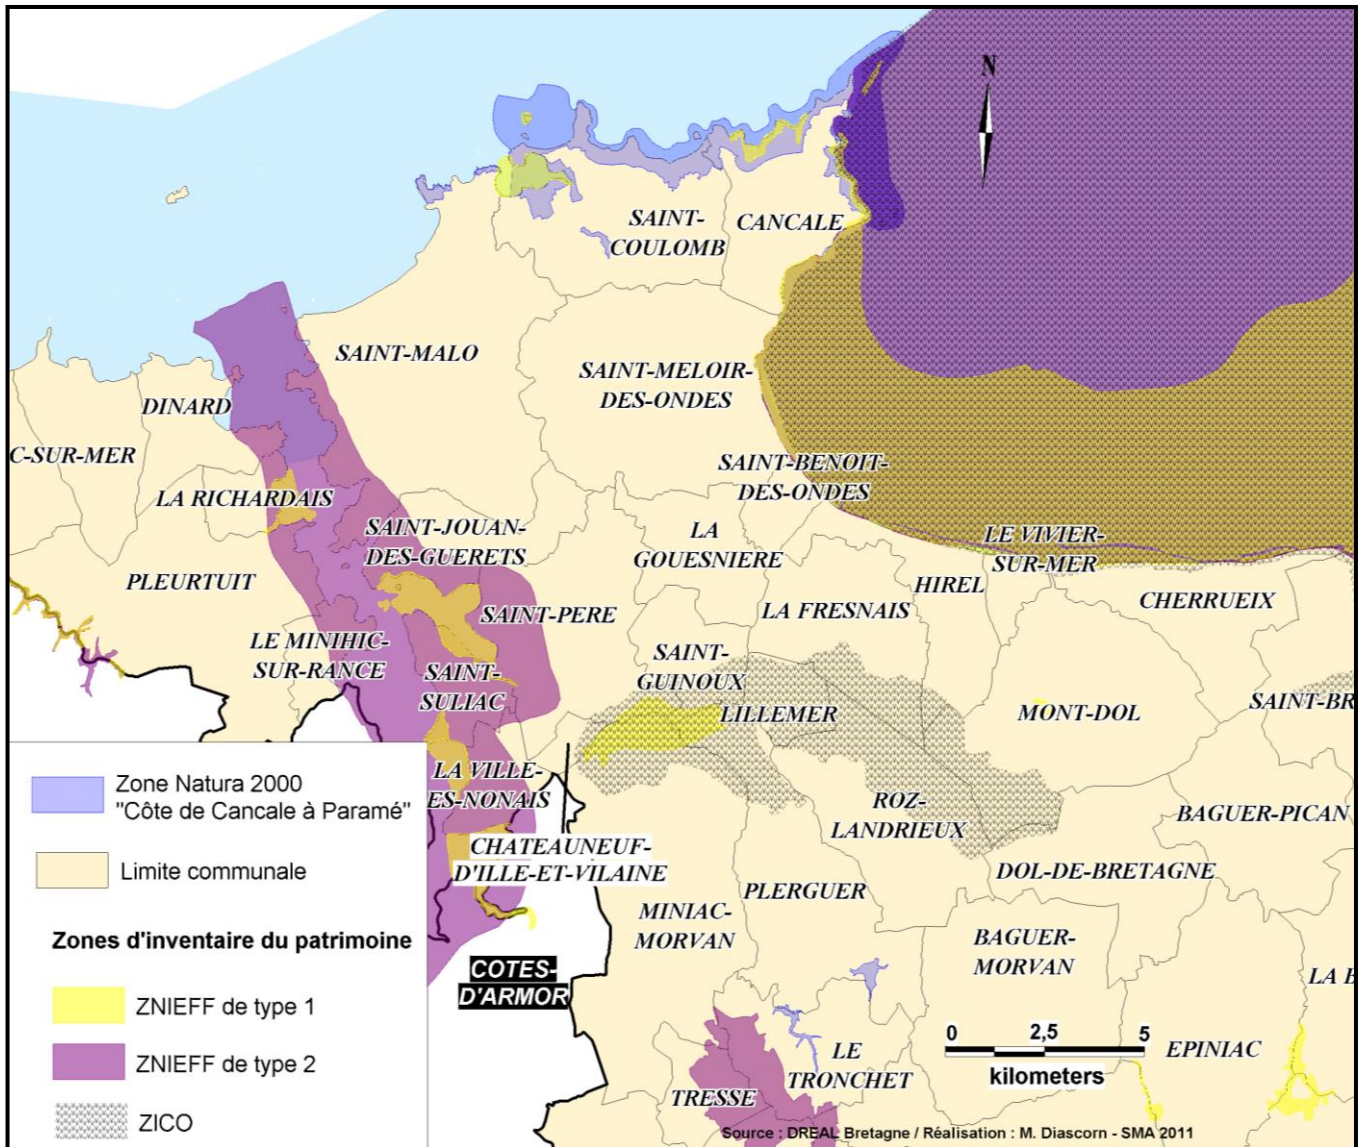 N
SAINT-
COULOMB
CANCALE
SAINT-MALO
SAINT-MELOIR-
DES-ONDES
DINARD
C-SUR-MER
SAINT-BENOIT-
DES-ONDES
LA RICHARDAIS
SAINT-JOUAN-
DES-GUERETS
LA
GOUESNIERE
LE VIVIER-
SUR-MER
PLEURTUIT
HIREL
CHERRUEIX
LA FRESNAIS
SAINT-PERE
LE MINIHIC-
SUR-RANCE
SAINT-
SULIAC
SAINT-
GUINOUX
LILLEMER
MONT-DOL
SAINT-BR
LA VILLE-
ES-NONAIS
ROZ-
LANDRIEUX
BAGUER-PICAN
CHATEAUNEUF-
D'ILLE-ET-VILAINE
DOL-DE-BRETAGNE
PLERGUER
MINIAC-
MORVAN
BAGUER-
MORVAN
COTES-
D'ARMOR
LA B
LE
TRONCHET
EPINIAC
TRESSE
Zone Natura 2000
"Côte de Cancale à Paramé"
Limite communale
Zones d'inventaire du patrimoine
ZNIEFF de type 1
ZNIEFF de type 2
ZICO
0 2,5 5
kilometers
Source : DREAL Bretagne / Réalisation : M. Diascorn - SMA 2011